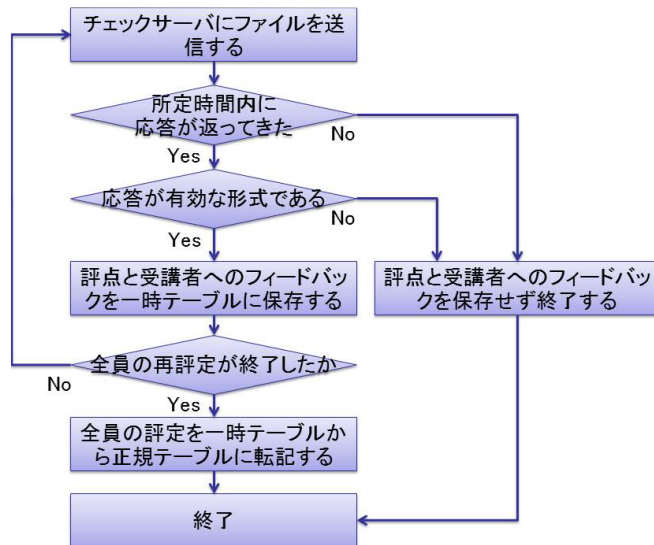 チェックサーバにファイルを送
信する
所定時間内に
応答が返ってきた
No
Yes
応答が有効な形式である
No
Yes
評点と受講者へのフィードバッ
クを一時テーブルに保存する
評点と受講者へのフィードバッ
クを保存せず終了する
全員の再評定が終了したか
No
Yes
全員の評定を一時テーブルか
ら正規テーブルに転記する
終了